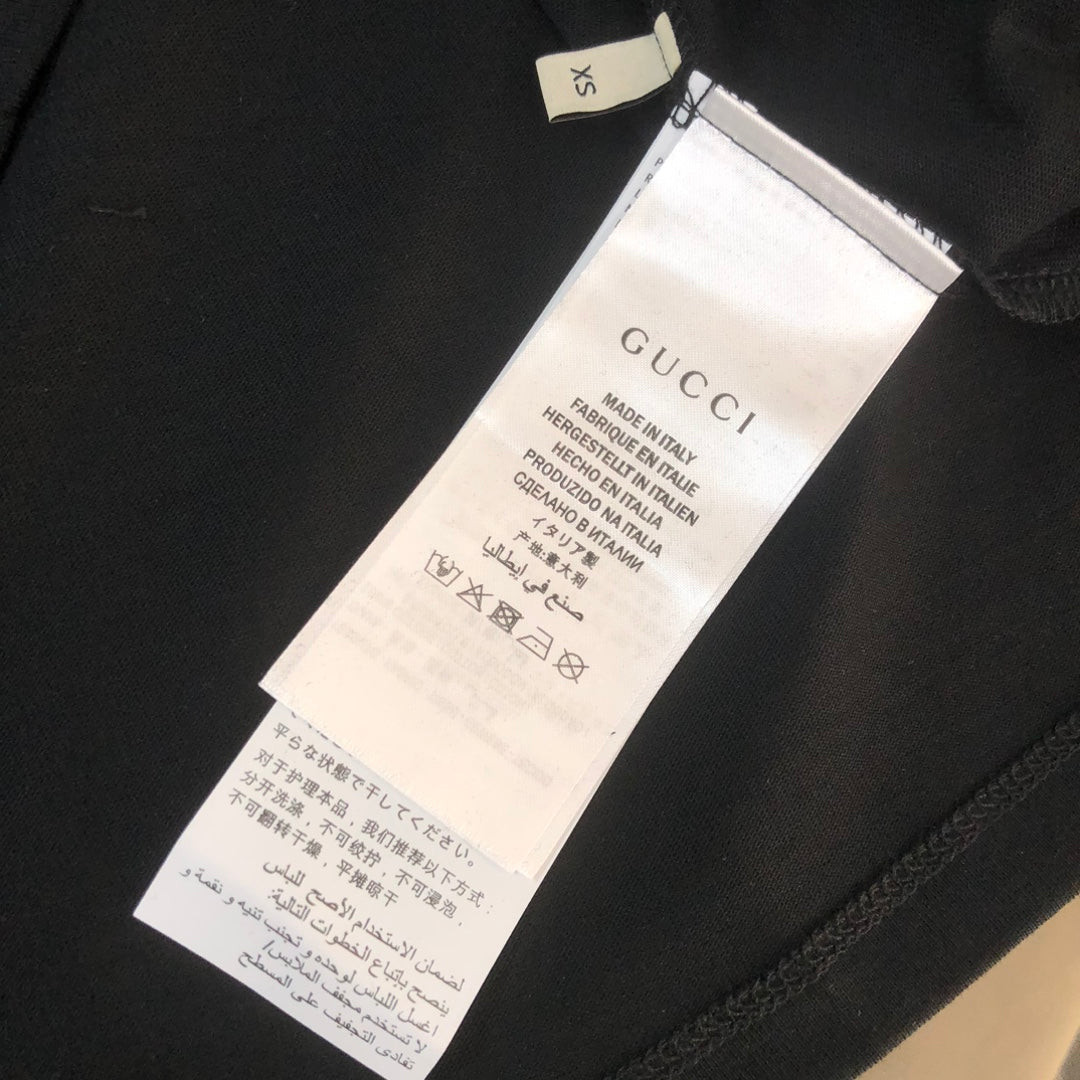 XS
GUCCI
MADE IN ITALY
FABRIQUE EN ITALIE
HERGESTELLT IN ITALIEN
HECHO EN ITALIA
PRODUZIDO NA ITALIA
СДЕЛАНО В ИТАЛИИ
イタリア製
产地:意大利
صنع في إيطاليا
平らな状態で干してください。
对于护理本品，我们推荐以下方式：
分开洗涤，不可绞拧，不可浸泡，
不可翻转干燥，平摊晾干
لضمان الاستخدام الأصح للباس
ينصح بإتباع الخطوات التالية:
اغسل اللباس لوحده و تجنب تنيه و نقمة و
لا تستخدم مجفف الملابس/
تفادى التجفيف على المسطح